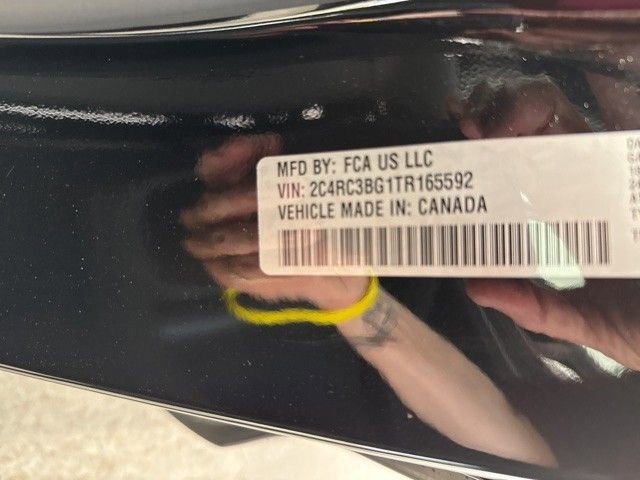 MFD BY: FCA US LLC
VIN: 2C4RC3BG1TR165592
VEHICLE MADE IN: CANADA